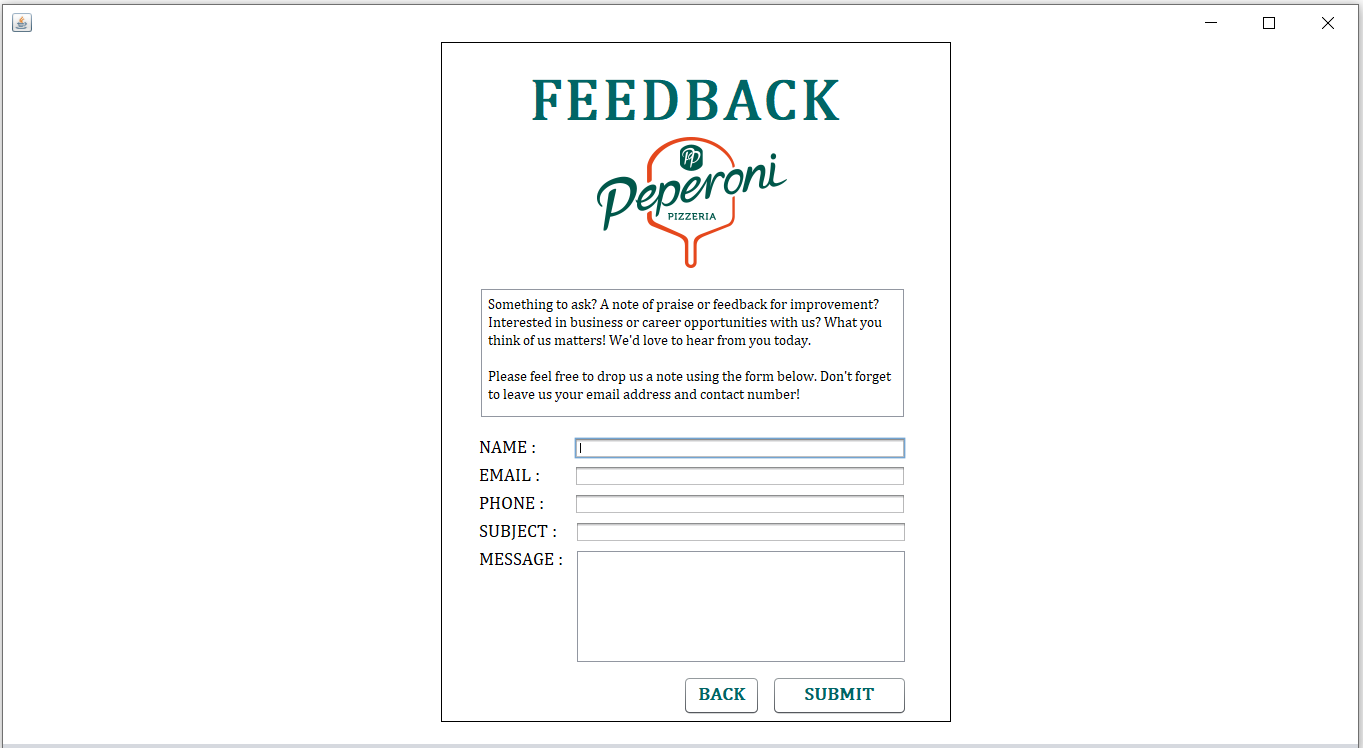 FEEDBACK
PP
Peperoni
PIZZERIA
Something to ask? A note of praise or feedback for improvement?
Interested in business or career opportunities with us? What you
think of us matters! We'd love to hear from you today.
Please feel free to drop us a note using the form below. Don't forget
to leave us your email address and contact number!
NAME :
EMAIL :
PHONE :
SUBJECT :
MESSAGE :
BACK SUBMIT